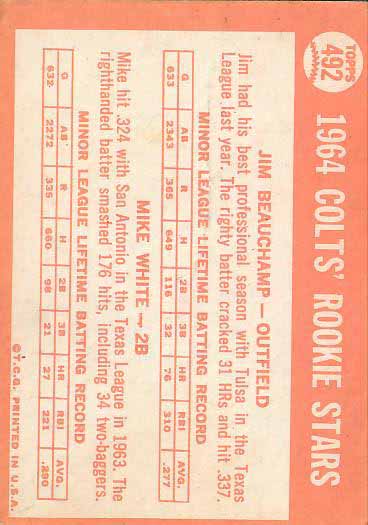 TOPPS
492
1964 COLTS' ROOKIE STARS
JIM BEAUCHAMP — OUTFIELD
Jim had his best professional season with Tulsa in the Texas
League last year. The righty batter cracked 31 HRs and hit .337.
MINOR LEAGUE LIFETIME BATTING RECORD
G AB R H 2B 3B HR RBI AVG.
633 2343 365 649 116 32 76 310 .277
MIKE WHITE — 2B
Mike hit .324 with San Antonio in the Texas League in 1963. The
righthanded batter smashed 176 hits, including 34 two-baggers.
MINOR LEAGUE LIFETIME BATTING RECORD
G AB R H 2B 3B HR RBI AVG.
632 2272 335 660 98 21 27 221 .290
©T.C.G. PRINTED IN U.S.A.